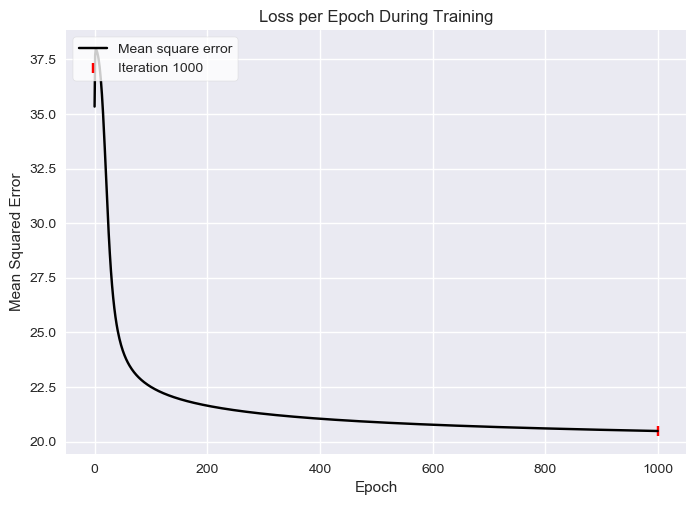 Loss per Epoch During Training
Mean square error
Iteration 1000
Mean Squared Error
37.5
35.0
32.5
30.0
27.5
25.0
22.5
20.0
0 200 400 600 800 1000
Epoch